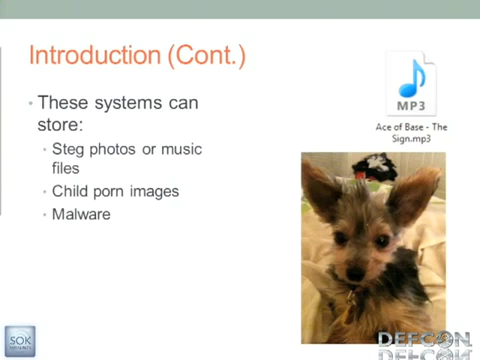 Introduction (Cont.)
• These systems can
store:
• Steg photos or music
files
• Child porn images
• Malware
MP3
Ace of Base - The
Sign.mp3
SOK
DEFCON